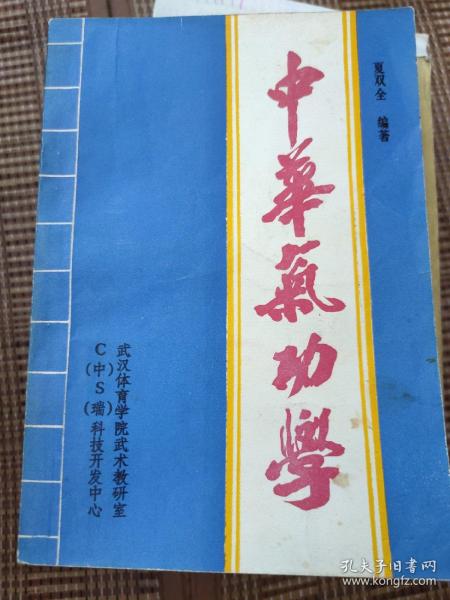 夏双全 编著
中華氣功學
武汉体育学院武术教研室
C(中)S(瑞)科技开发中心
孔夫子旧书网
www.kongfz.com